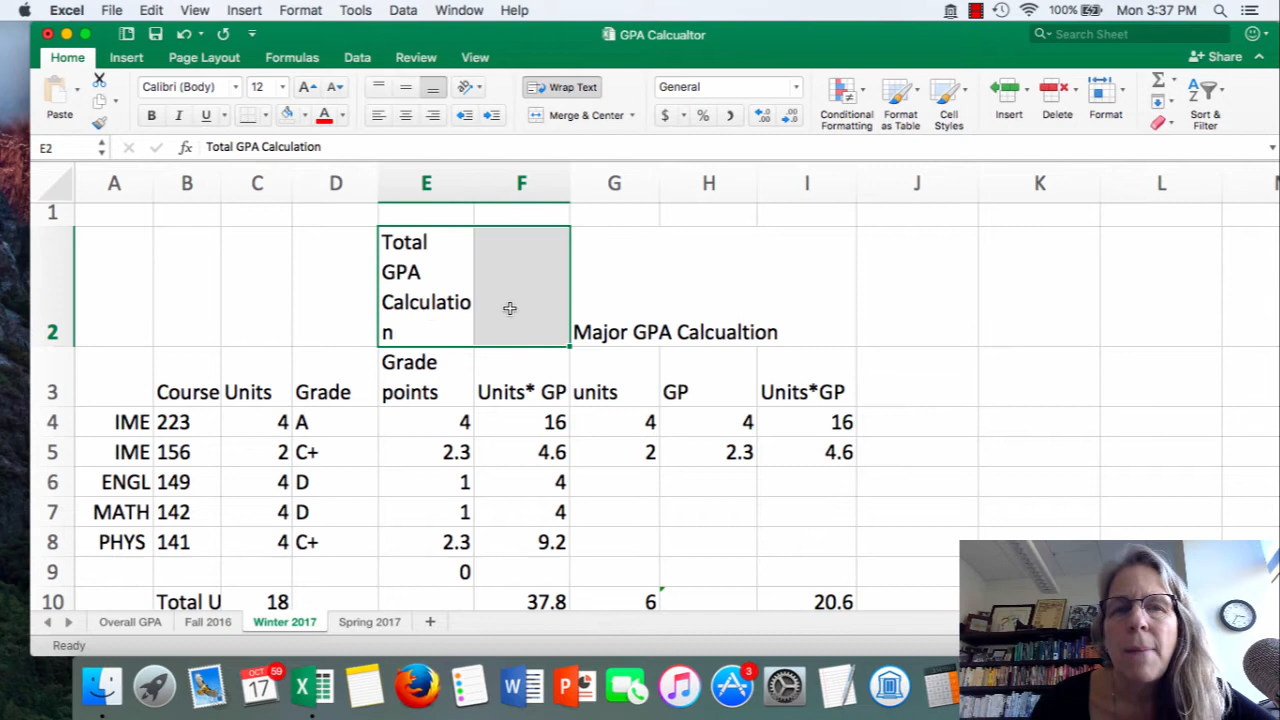 Excel File Edit View Insert Format Tools Data Window Help 100% Mon 3:37 PM
GPA Calcualtor Search Sheet
Home Insert Page Layout Formulas Data Review View Share
Paste Calibri (Body) 12 A A Wrap Text General Conditional Formatting Format as Table Cell Styles Insert Delete Format Sort & Filter
B I U A Merge & Center $ % )
E2 fx Total GPA Calculation
A B C D E F G H I J K L
1
Total
GPA
Calculatio
2 n Major GPA Calcualtion
Grade
3 Course Units Grade points Units* GP units GP Units*GP
4 IME 223 4 A 4 16 4 4 16
5 IME 156 2 C+ 2.3 4.6 2 2.3 4.6
6 ENGL 149 4 D 1 4
7 MATH 142 4 D 1 4
8 PHYS 141 4 C+ 2.3 9.2
9 0
10 Total U 18 37.8 6 20.6
Overall GPA Fall 2016 Winter 2017 Spring 2017 +
Ready
OCT 17 59 3